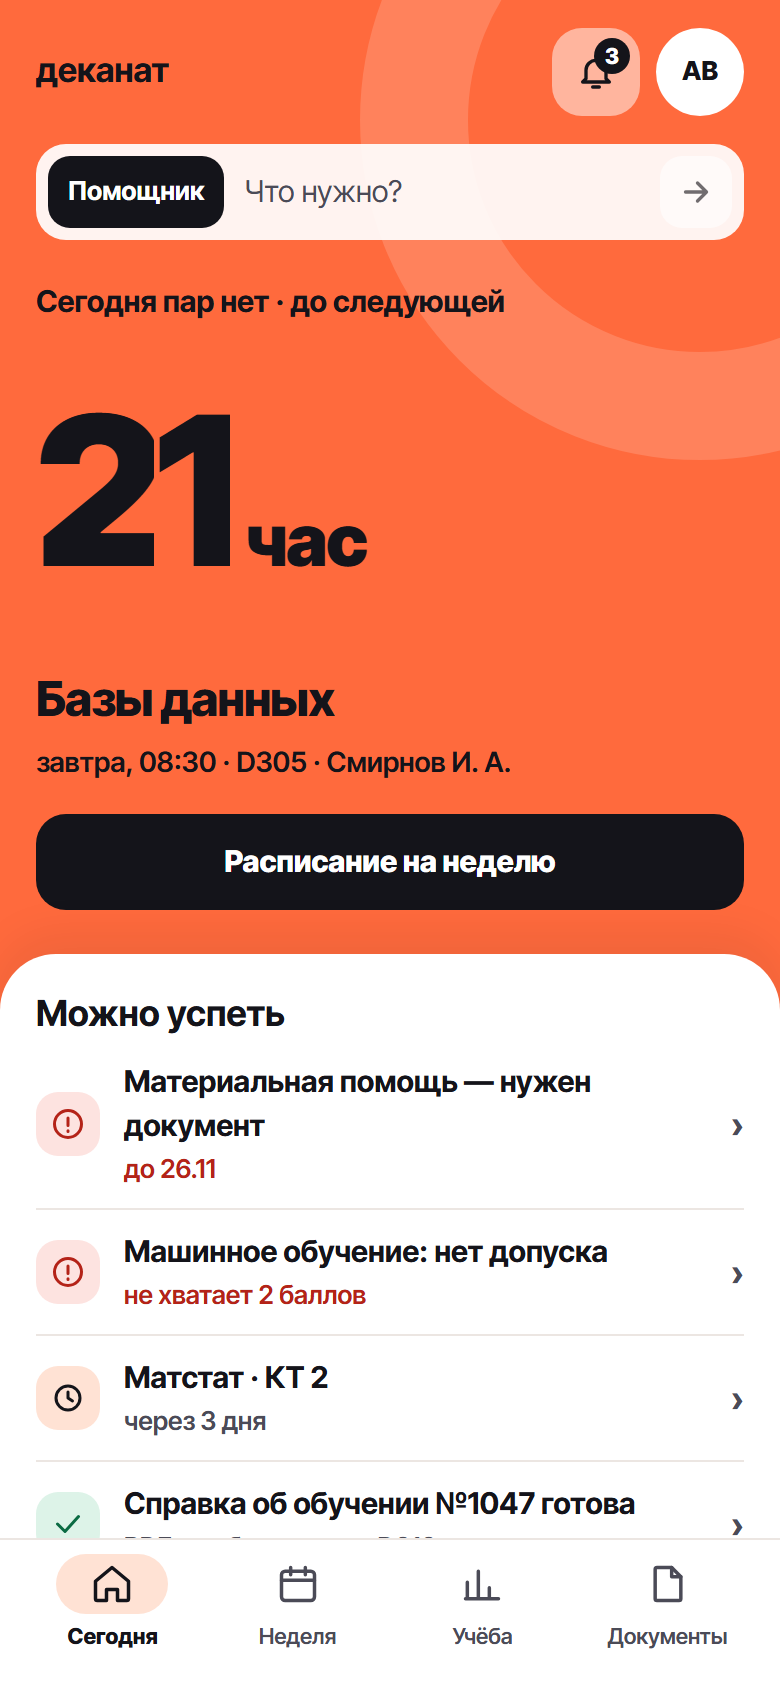 деканат
3
АВ
Помощник
Что нужно?
Сегодня пар нет · до следующей
21 час
Базы данных
завтра, 08:30 · D305 · Смирнов И. А.
Расписание на неделю
Можно успеть
Материальная помощь — нужен
документ
до 26.11
Машинное обучение: нет допуска
не хватает 2 баллов
Матстат · КТ 2
через 3 дня
Справка об обучении №1047 готова
Сегодня
Неделя
Учёба
Документы